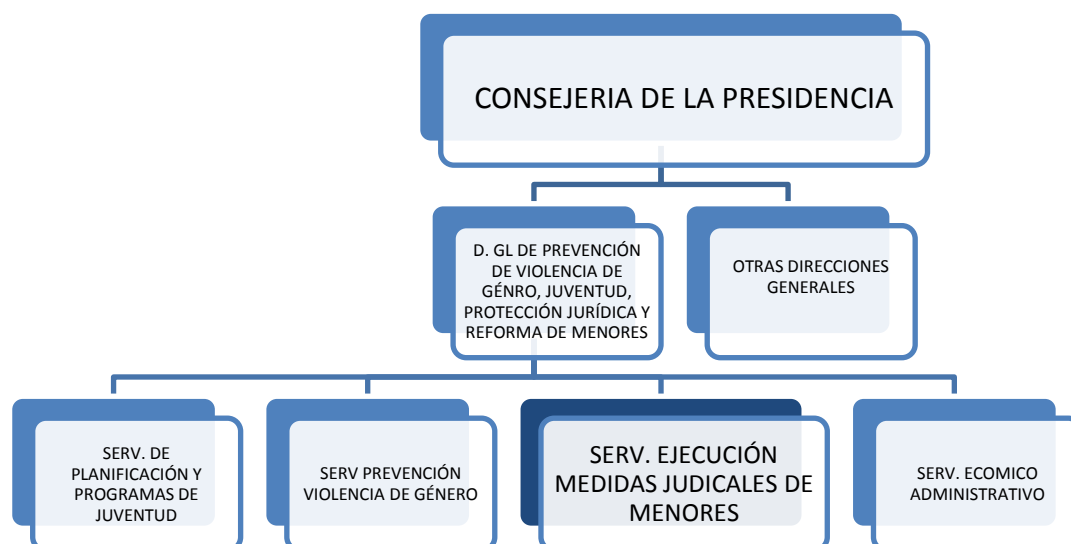 CONSEJERIA DE LA PRESIDENCIA
D. GL DE PREVENCIÓN
DE VIOLENCIA DE
GÉNRO, JUVENTUD,
PROTECCIÓN JURÍDICA Y
REFORMA DE MENORES
OTRAS DIRECCIONES
GENERALES
SERV. DE
PLANIFICACIÓN Y
PROGRAMAS DE
JUVENTUD
SERV PREVENCIÓN
VIOLENCIA DE GÉNERO
SERV. EJECUCIÓN
MEDIDAS JUDICALES DE
MENORES
SERV. ECOMICO
ADMINISTRATIVO